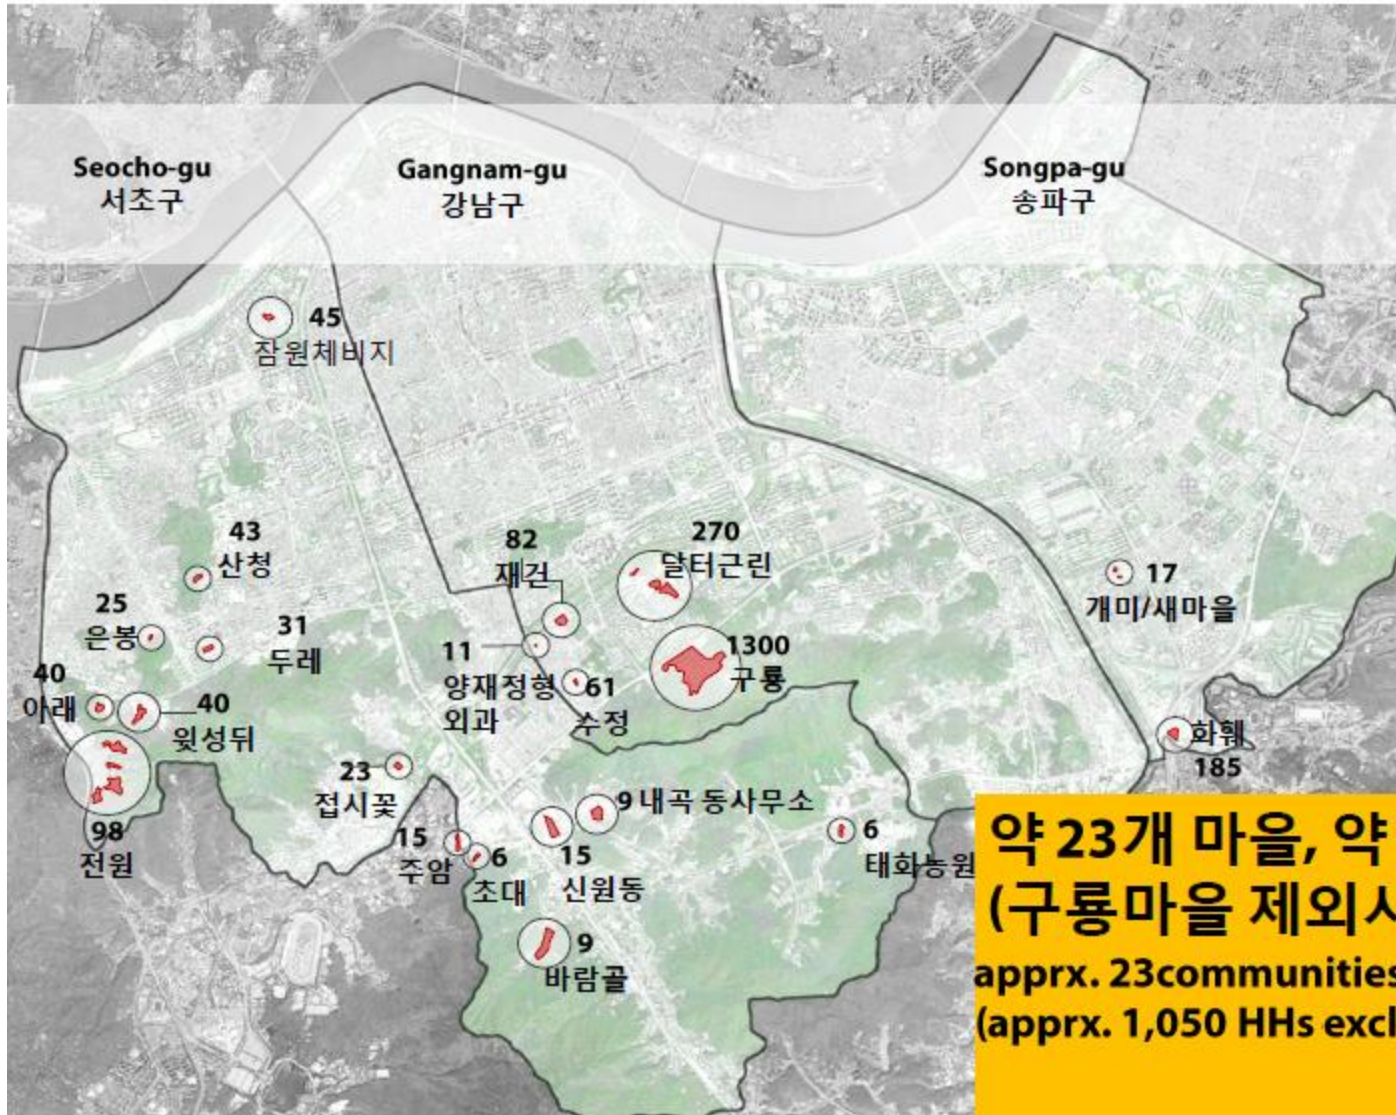 Seocho-gu
서초구
Gangnam-gu
강남구
Songpa-gu
송파구
45
잠원체비지
43
산청
25
은봉
31
두레
40
아래
40
윗성뒤
98
전원
82
재건
270
달터근린
11
양재정형
외과
61
수정
1300
구룡
17
개미/새마을
화훼
185
23
접시꽃
15
주암
6
초대
15
신원동
9 내곡 동사무소
6
태화농원
9
바람골
약 23개 마을, 약
(구룡마을 제외시
apprx. 23communities
(apprx. 1,050 HHs excl